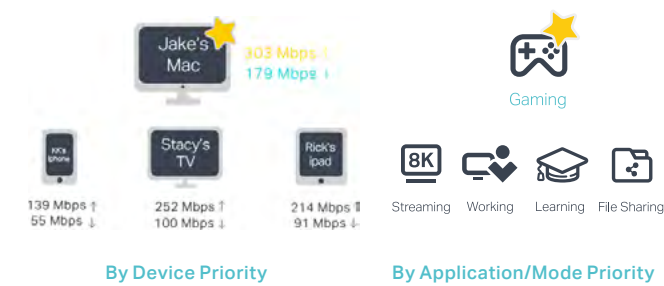 Jake's
Mac
303 Mbps ↑
179 Mbps ↓
KK's
Iphone
Stacy's
TV
Rick's
ipad
139 Mbps ↑
55 Mbps ↓
252 Mbps ↑
100 Mbps ↓
214 Mbps ⇑
91 Mbps ↓
By Device Priority
Gaming
8K
Streaming
Working
Learning
File Sharing
By Application/Mode Priority